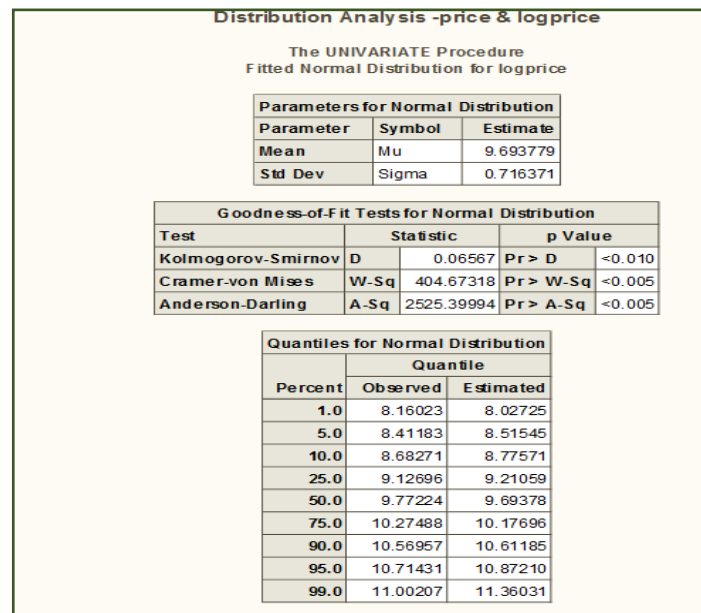 Distribution Analysis -price & logprice
The UNIVARIATE Procedure
Fitted Normal Distribution for logprice
Parameters for Normal Distribution
Parameter Symbol Estimate
Mean Mu 9.693779
Std Dev Sigma 0.716371
Goodness-of-Fit Tests for Normal Distribution
Test Statistic p Value
Kolmogorov-Smirnov D 0.06567 Pr > D <0.010
Cramer-von Mises W-Sq 404.67318 Pr > W-Sq <0.005
Anderson-Darling A-Sq 2525.39994 Pr > A-Sq <0.005
Quantiles for Normal Distribution
Quantile
Percent Observed Estimated
1.0 8.16023 8.02725
5.0 8.41183 8.51545
10.0 8.68271 8.77571
25.0 9.12696 9.21059
50.0 9.77224 9.69378
75.0 10.27488 10.17696
90.0 10.56957 10.61185
95.0 10.71431 10.87210
99.0 11.00207 11.36031